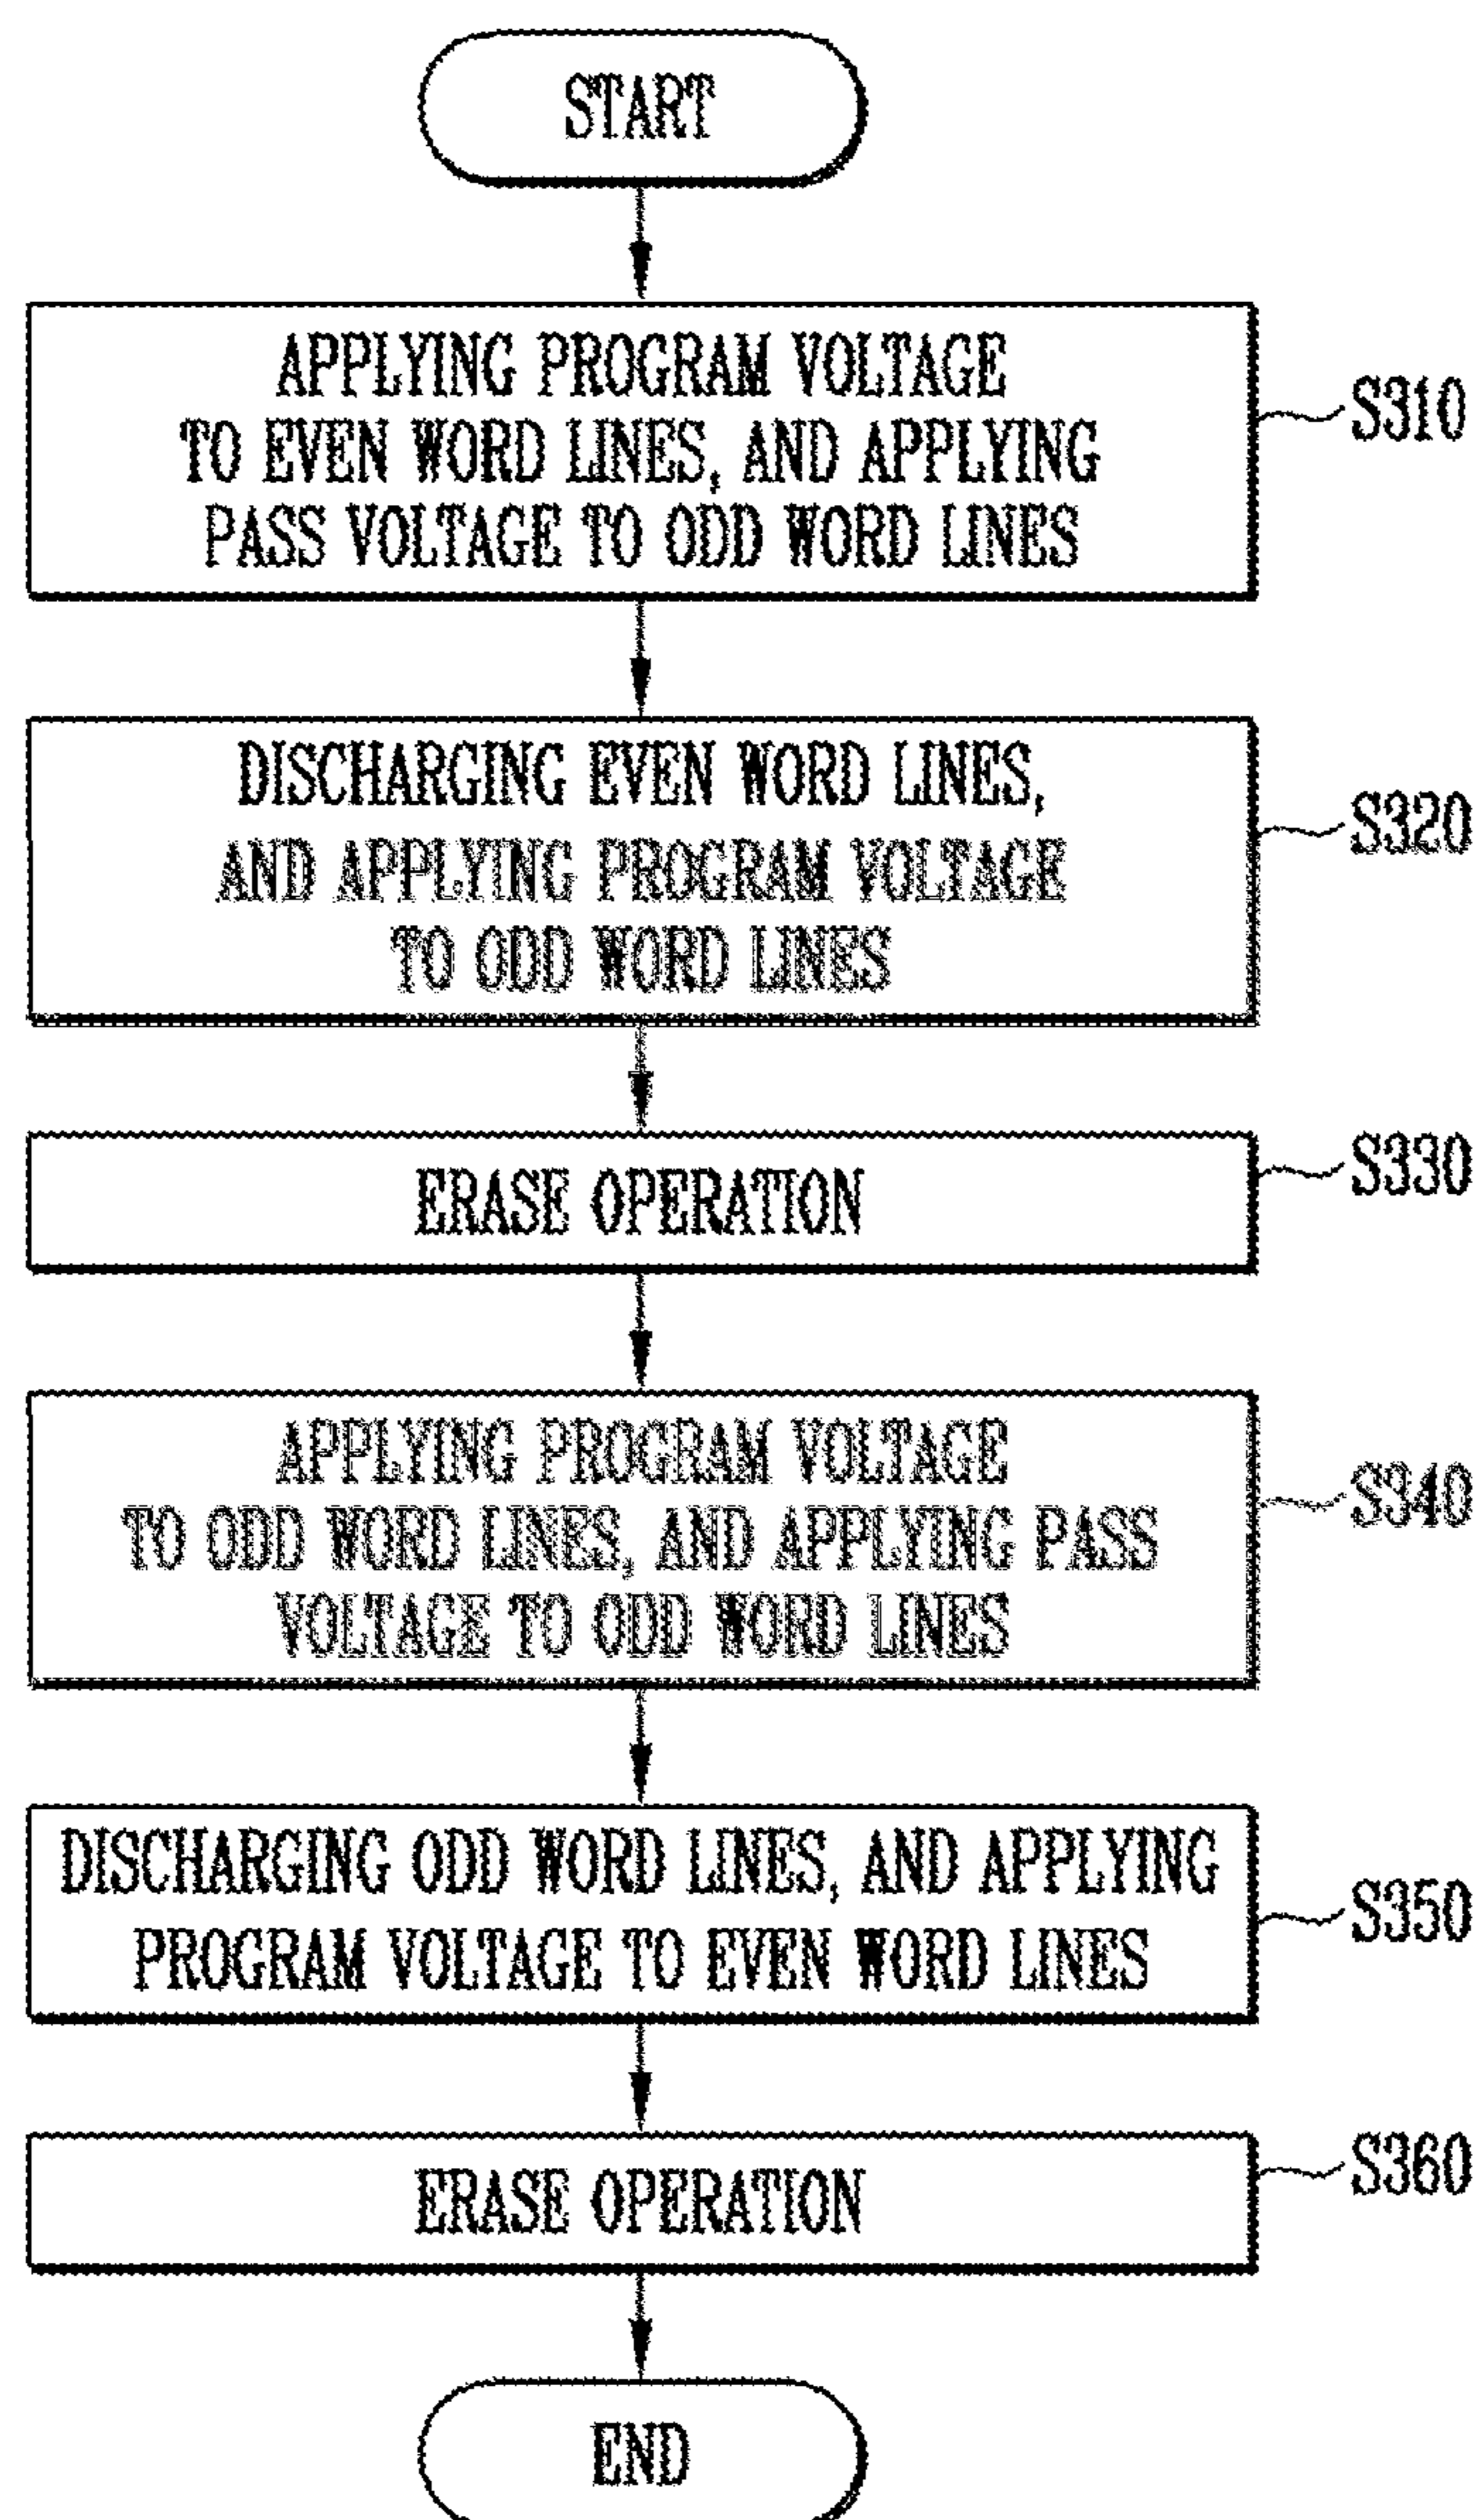 START
APPLYING PROGRAM VOLTAGE
TO EVEN WORD LINES, AND APPLYING
PASS VOLTAGE TO ODD WORD LINES
S310
DISCHARGING EVEN WORD LINES,
AND APPLYING PROGRAM VOLTAGE
TO ODD WORD LINES
S320
ERASE OPERATION
S330
APPLYING PROGRAM VOLTAGE
TO ODD WORD LINES, AND APPLYING PASS
VOLTAGE TO ODD WORD LINES
S340
DISCHARGING ODD WORD LINES, AND APPLYING
PROGRAM VOLTAGE TO EVEN WORD LINES
S350
ERASE OPERATION
S360
END